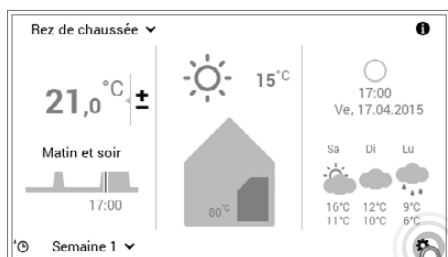 Rez de chaussée
21,0 °C ±
15°C
17:00
Ve, 17.04.2015
Matin et soir
17:00
80°C
Sa Di Lu
16°C 12°C 9°C
11°C 10°C 6°C
Semaine 1